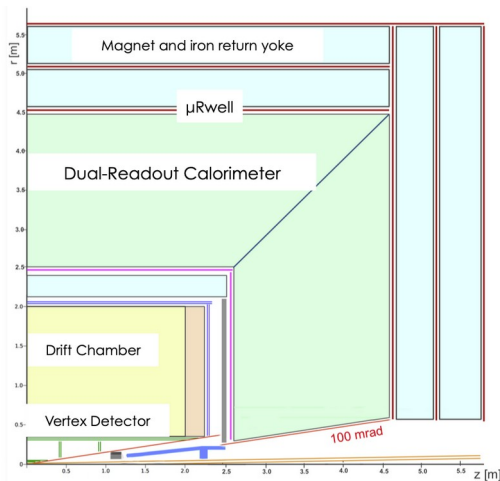 r [m]
Magnet and iron return yoke
µRwell
Dual-Readout Calorimeter
Drift Chamber
Vertex Detector
100 mrad
5.5
5.0
4.5
4.0
3.5
3.0
2.5
2.0
1.5
1.0
0.5
0.0
0.5 1.0 1.5 2.0 2.5 3.0 3.5 4.0 4.5 5.0 5.5
z [m]